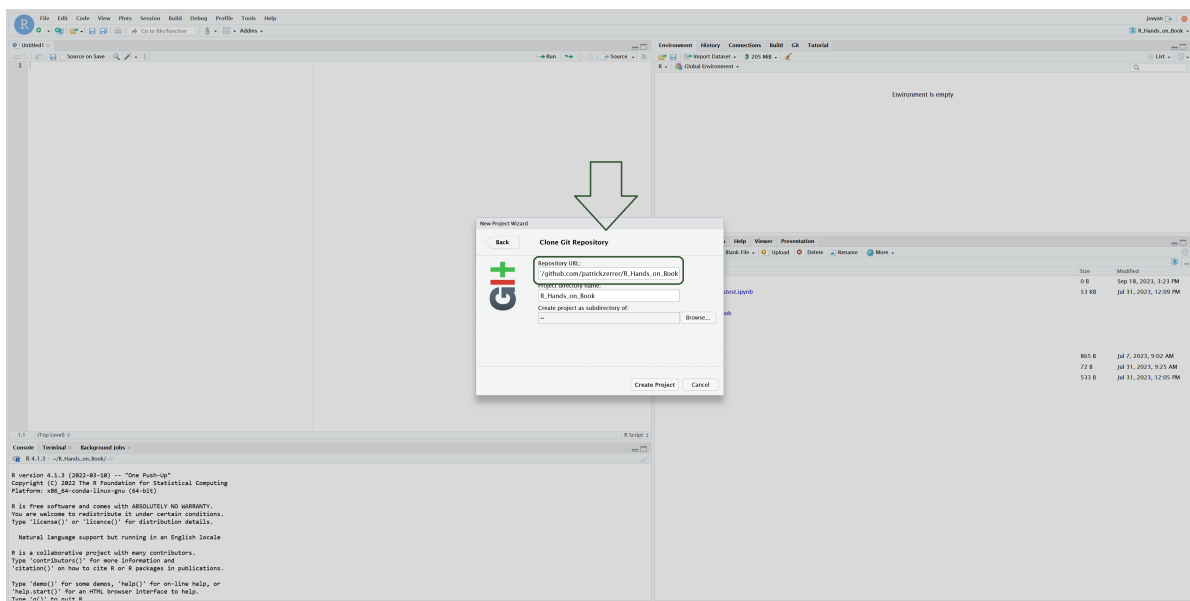 File Edit Code View Plots Session Build Debug Profile Tools Help
jovyan
Go to file/function Addins
R_Hands_on_Book
Untitled1
Source on Save Run Source
1
1:1 (Top Level) R Script
Console Terminal Background Jobs
R 4.1.3 · ~/R_Hands_on_Book/
R version 4.1.3 (2022-03-10) -- "One Push-Up"
Copyright (C) 2022 The R Foundation for Statistical Computing
Platform: x86_64-conda-linux-gnu (64-bit)
R is free software and comes with ABSOLUTELY NO WARRANTY.
You are welcome to redistribute it under certain conditions.
Type 'license()' or 'licence()' for distribution details.
Natural language support but running in an English locale
R is a collaborative project with many contributors.
Type 'contributors()' for more information and
'citation()' on how to cite R or R packages in publications.
Type 'demo()' for some demos, 'help()' for on-line help, or
'help.start()' for an HTML browser interface to help.
Type 'q()' to quit R.
Environment History Connections Build Git Tutorial
Import Dataset 205 MiB List
R Global Environment
Environment is empty
New Project Wizard
Back Clone Git Repository
Git
Repository URL:
'/github.com/patrickzerrer/R_Hands_on_Book
Project directory name:
R_Hands_on_Book
Create project as subdirectory of:
~ Browse...
Create Project Cancel
Help Viewer Presentation
Blank File Upload Delete Rename More
Size Modified
0 B Sep 18, 2023, 3:23 PM
stest.ipynb 53 KB Jul 31, 2023, 12:09 PM
ok
865 B Jul 7, 2023, 9:02 AM
72 B Jul 31, 2023, 9:25 AM
533 B Jul 31, 2023, 12:05 PM